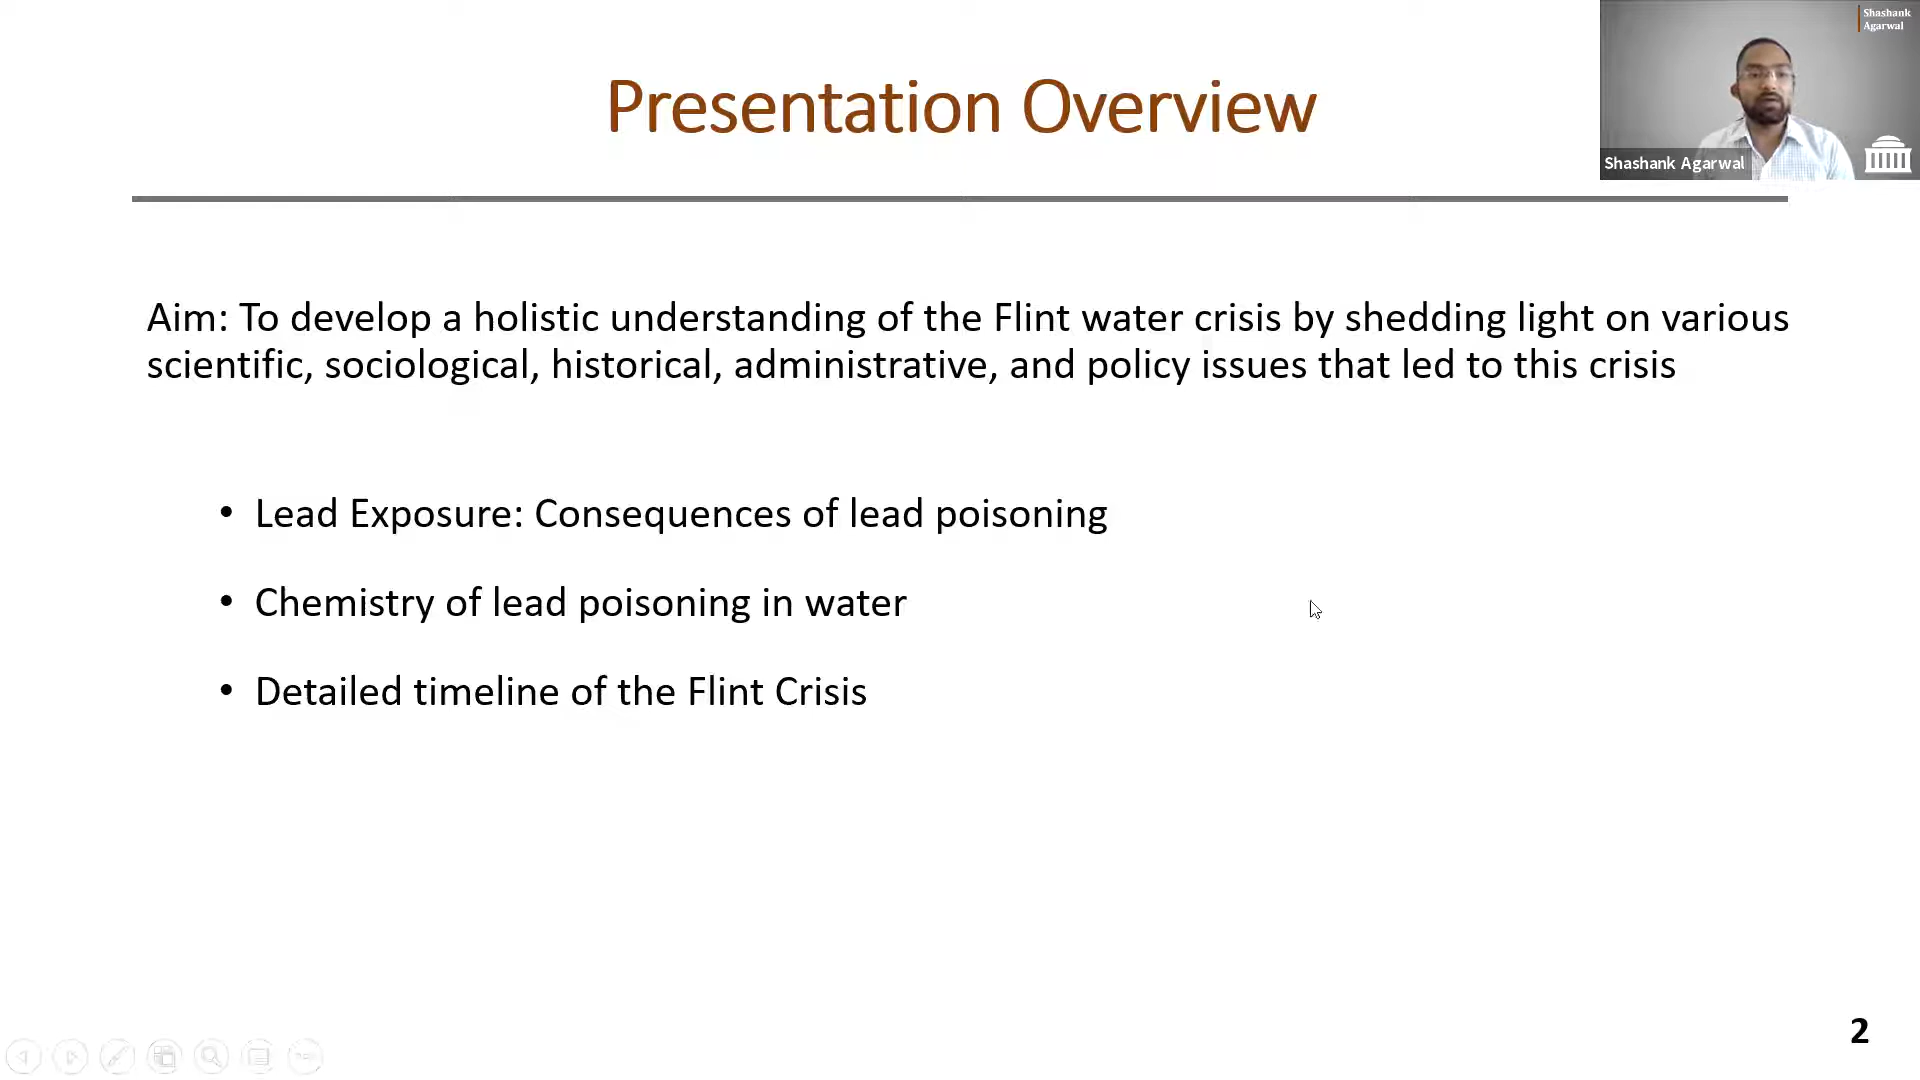 Presentation Overview
Shashank
Agarwal
Shashank Agarwal
Aim: To develop a holistic understanding of the Flint water crisis by shedding light on various
scientific, sociological, historical, administrative, and policy issues that led to this crisis
• Lead Exposure: Consequences of lead poisoning
• Chemistry of lead poisoning in water
• Detailed timeline of the Flint Crisis
2